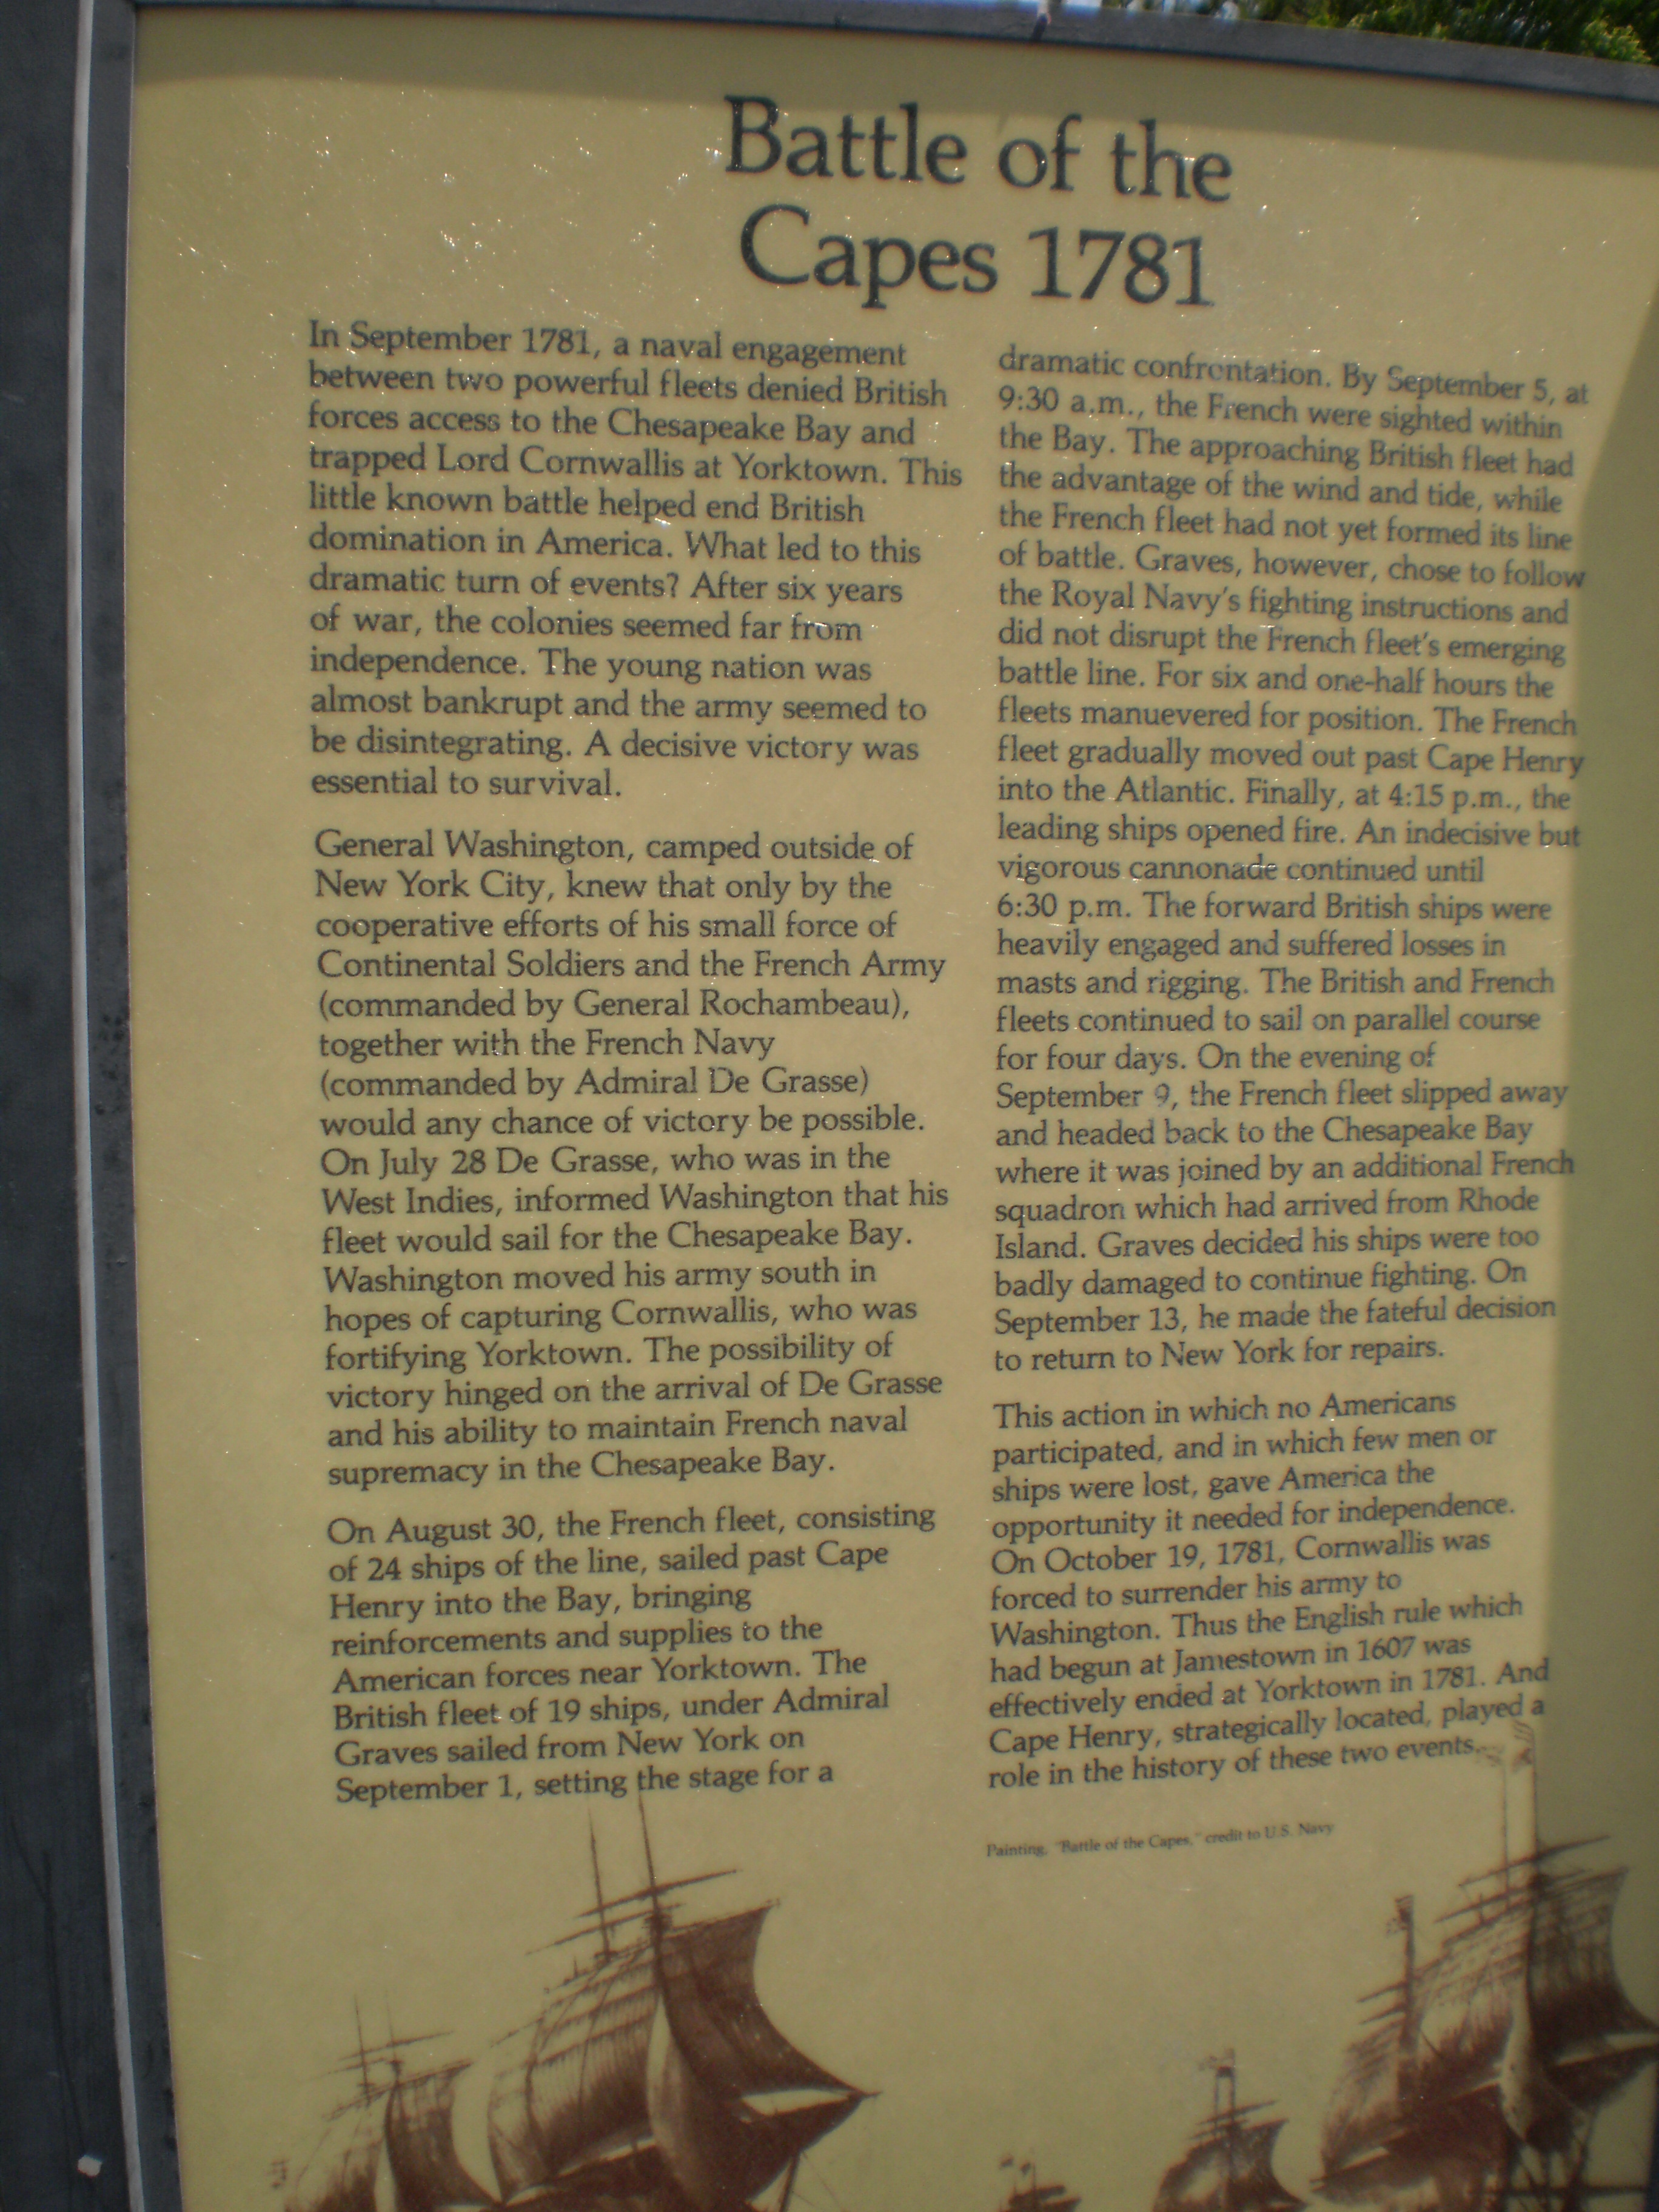 Battle of the
Capes 1781
In September 1781, a naval engagement
between two powerful fleets denied British
forces access to the Chesapeake Bay and
trapped Lord Cornwallis at Yorktown. This
little known battle helped end British
domination in America. What led to this
dramatic turn of events? After six years
of war, the colonies seemed far from
independence. The young nation was
almost bankrupt and the army seemed to
be disintegrating. A decisive victory was
essential to survival.
General Washington, camped outside of
New York City, knew that only by the
cooperative efforts of his small force of
Continental Soldiers and the French Army
(commanded by General Rochambeau),
together with the French Navy
(commanded by Admiral De Grasse)
would any chance of victory be possible.
On July 28 De Grasse, who was in the
West Indies, informed Washington that his
fleet would sail for the Chesapeake Bay.
Washington moved his army south in
hopes of capturing Cornwallis, who was
fortifying Yorktown. The possibility of
victory hinged on the arrival of De Grasse
and his ability to maintain French naval
supremacy in the Chesapeake Bay.
On August 30, the French fleet, consisting
of 24 ships of the line, sailed past Cape
Henry into the Bay, bringing
reinforcements and supplies to the
American forces near Yorktown. The
British fleet of 19 ships, under Admiral
Graves sailed from New York on
September 1, setting the stage for a
dramatic confrontation. By September 5, at
9:30 a.m., the French were sighted within
the Bay. The approaching British fleet had
the advantage of the wind and tide, while
the French fleet had not yet formed its line
of battle. Graves, however, chose to follow
the Royal Navy's fighting instructions and
did not disrupt the French fleet's emerging
battle line. For six and one-half hours the
fleets manuevered for position. The French
fleet gradually moved out past Cape Henry
into the Atlantic. Finally, at 4:15 p.m., the
leading ships opened fire. An indecisive but
vigorous cannonade continued until
6:30 p.m. The forward British ships were
heavily engaged and suffered losses in
masts and rigging. The British and French
fleets continued to sail on parallel course
for four days. On the evening of
September 9, the French fleet slipped away
and headed back to the Chesapeake Bay
where it was joined by an additional French
squadron which had arrived from Rhode
Island. Graves decided his ships were too
badly damaged to continue fighting. On
September 13, he made the fateful decision
to return to New York for repairs.
This action in which no Americans
participated, and in which few men or
ships were lost, gave America the
opportunity it needed for independence.
On October 19, 1781, Cornwallis was
forced to surrender his army to
Washington. Thus the English rule which
had begun at Jamestown in 1607 was
effectively ended at Yorktown in 1781. And
Cape Henry, strategically located, played a
role in the history of these two events.
Painting, "Battle of the Capes," credit to U.S. Navy